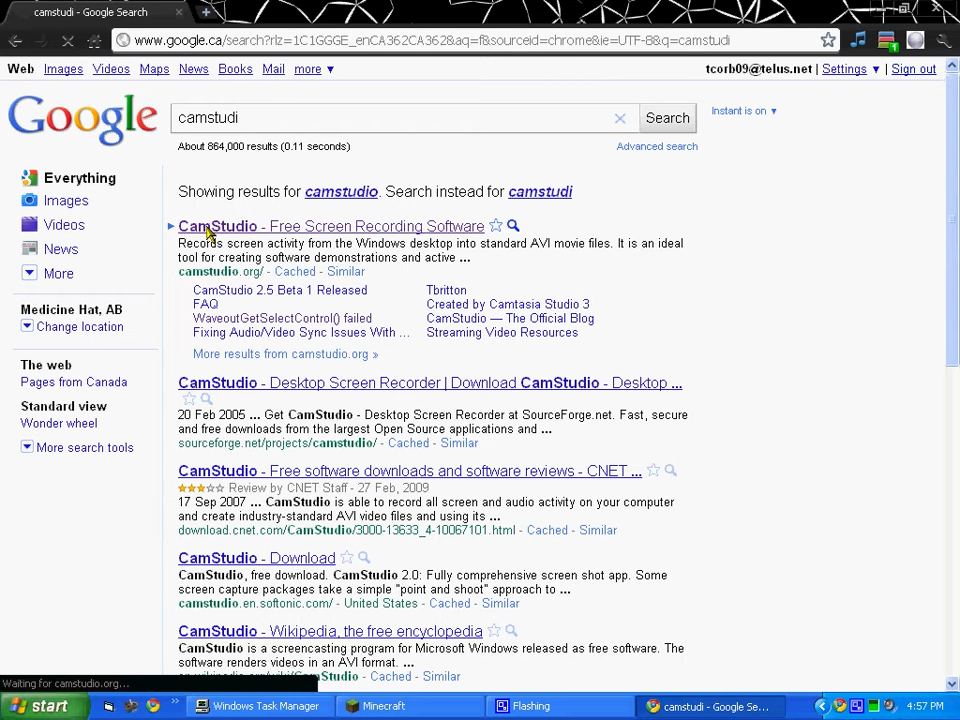 camstudi - Google Search
www.google.ca/search?rlz=1C1GGGE_enCA362CA362&aq=f&sourceid=chrome&ie=UTF-8&q=camstudi
Web Images Videos Maps News Books Mail more ▼
tcorb09@telus.net | Settings ▼ | Sign out
Google
camstudi
Search
Instant is on ▼
About 864,000 results (0.11 seconds)
Advanced search
Everything
Images
Videos
News
More
Medicine Hat, AB
Change location
The web
Pages from Canada
Standard view
Wonder wheel
More search tools
Showing results for camstudio. Search instead for camstudi
CamStudio - Free Screen Recording Software
Records screen activity from the Windows desktop into standard AVI movie files. It is an ideal
tool for creating software demonstrations and active ...
camstudio.org/ - Cached - Similar
CamStudio 2.5 Beta 1 Released
Tbritton
FAQ
Created by Camtasia Studio 3
WaveoutGetSelectControl() failed
CamStudio — The Official Blog
Fixing Audio/Video Sync Issues With ...
Streaming Video Resources
More results from camstudio.org »
CamStudio - Desktop Screen Recorder | Download CamStudio - Desktop ...
20 Feb 2005 ... Get CamStudio - Desktop Screen Recorder at SourceForge.net. Fast, secure
and free downloads from the largest Open Source applications and ...
sourceforge.net/projects/camstudio/ - Cached - Similar
CamStudio - Free software downloads and software reviews - CNET ...
Review by CNET Staff - 27 Feb, 2009
17 Sep 2007 ... CamStudio is able to record all screen and audio activity on your computer
and create industry-standard AVI video files and using its ...
download.cnet.com/CamStudio/3000-13633_4-10067101.html - Cached - Similar
CamStudio - Download
CamStudio, free download. CamStudio 2.0: Fully comprehensive screen shot app. Some
screen capture packages take a simple "point and shoot" approach to ...
camstudio.en.softonic.com/ - United States - Cached - Similar
CamStudio - Wikipedia, the free encyclopedia
CamStudio is a screencasting program for Microsoft Windows released as free software. The
software renders videos in an AVI format. ...
en.wikipedia.org/wiki/CamStudio - Cached - Similar
Waiting for camstudio.org...
start
Windows Task Manager
Minecraft
Flashing
camstudi - Google Se...
4:57 PM